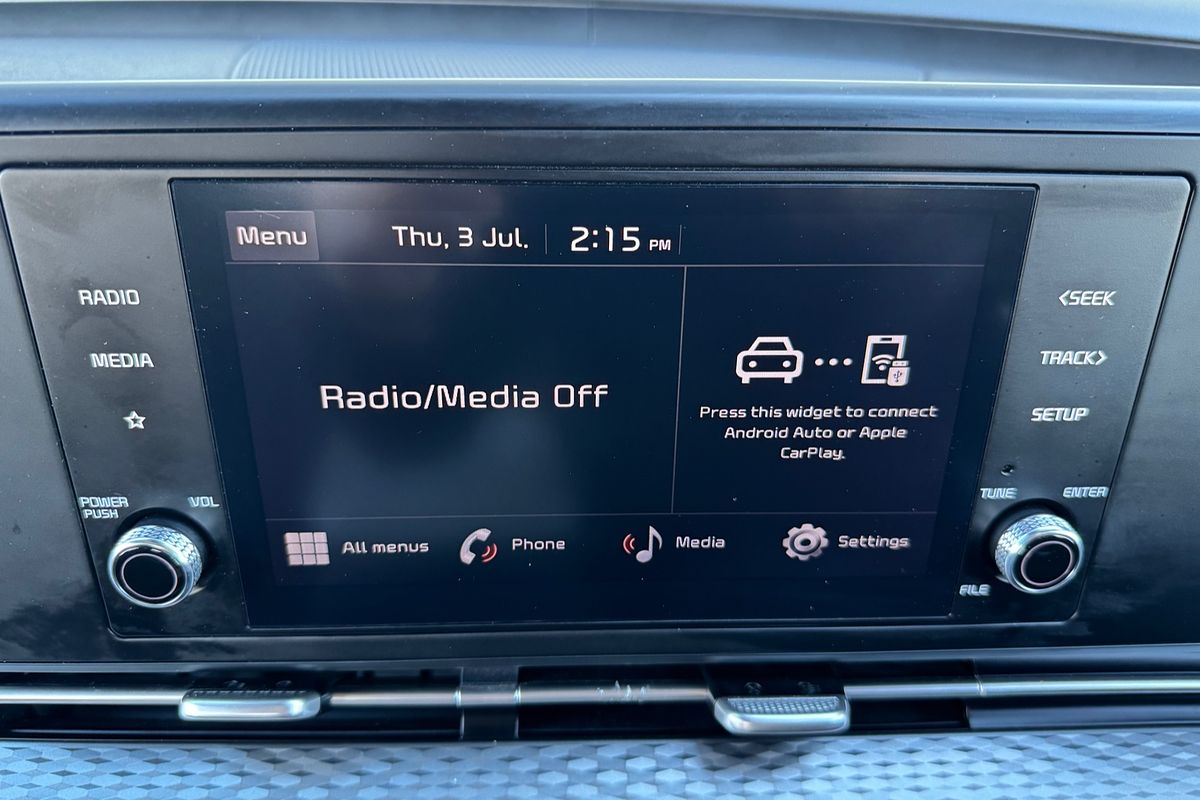 Menu
Thu, 3 Jul.
2:15 PM
RADIO
MEDIA
POWER
PUSH
VOL
Radio/Media Off
Press this widget to connect
Android Auto or Apple
CarPlay.
All menus
Phone
Media
Settings
<SEEK
TRACK>
SETUP
TUNE
ENTER
FILE